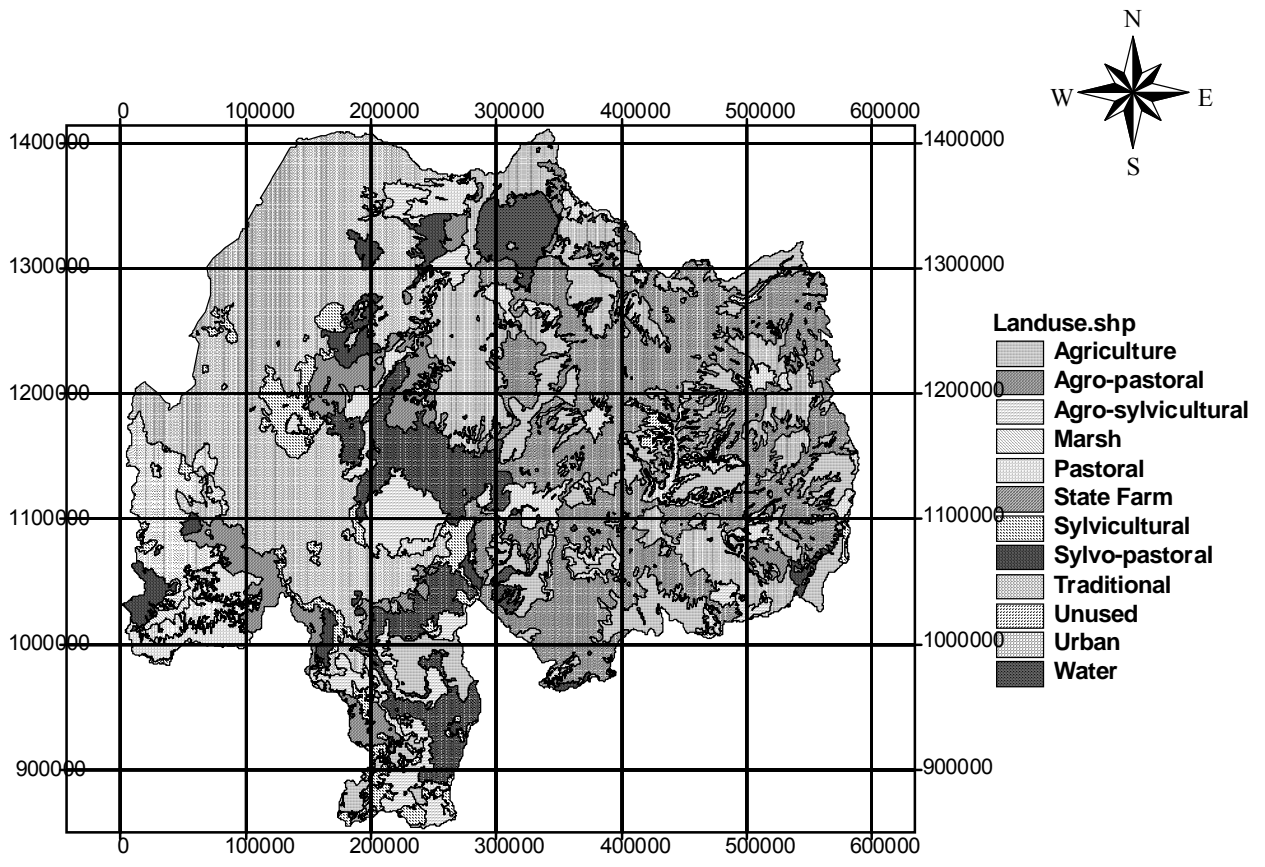 N
W E
S
0 100000 200000 300000 400000 500000 600000
1400000 1400000
1300000 1300000
1200000 1200000
1100000 1100000
1000000 1000000
900000 900000
0 100000 200000 300000 400000 500000 600000
Landuse.shp
Agriculture
Agro-pastoral
Agro-sylvicultural
Marsh
Pastoral
State Farm
Sylvicultural
Sylvo-pastoral
Traditional
Unused
Urban
Water